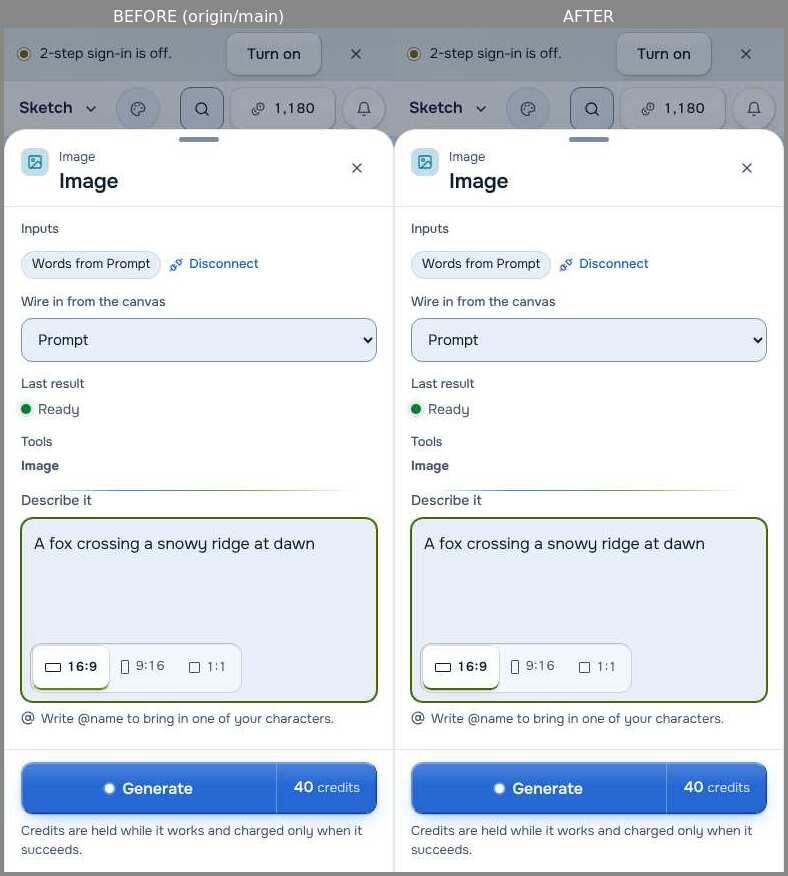 BEFORE (origin/main)
2-step sign-in is off.
Turn on
Sketch
1,180
Image
Image
Inputs
Words from Prompt
Disconnect
Wire in from the canvas
Prompt
Last result
Ready
Tools
Image
Describe it
A fox crossing a snowy ridge at dawn
16:9
9:16
1:1
@ Write @name to bring in one of your characters.
Generate
40 credits
Credits are held while it works and charged only when it
succeeds.
AFTER
2-step sign-in is off.
Turn on
Sketch
1,180
Image
Image
Inputs
Words from Prompt
Disconnect
Wire in from the canvas
Prompt
Last result
Ready
Tools
Image
Describe it
A fox crossing a snowy ridge at dawn
16:9
9:16
1:1
@ Write @name to bring in one of your characters.
Generate
40 credits
Credits are held while it works and charged only when it
succeeds.